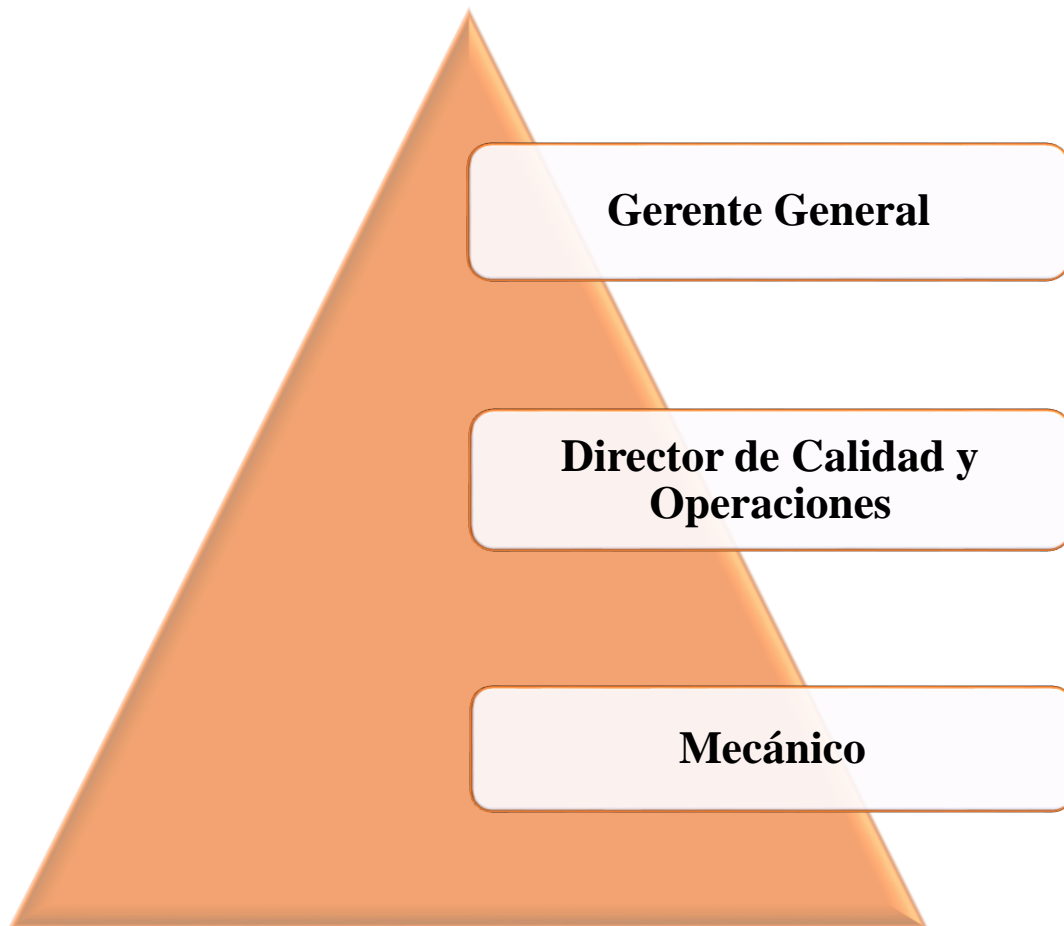 Gerente General
Director de Calidad y
Operaciones
Mecánico